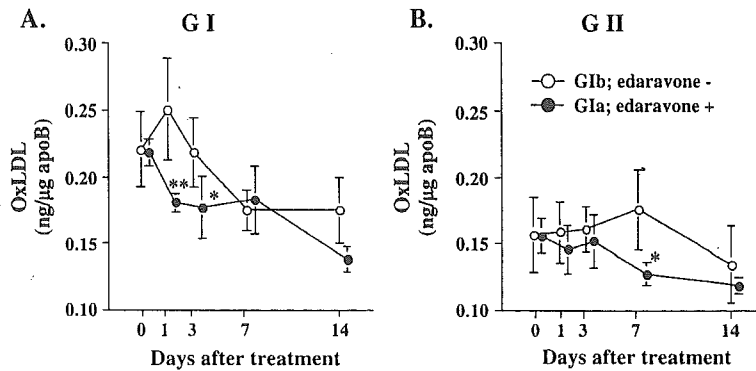 A.
G I
0.30
0.25
0.20
0.15
0.10
OxLDL
(ng/μg apoB)
**
*
0 1 3 7 14
Days after treatment
B.
G II
0.30
0.25
0.20
0.15
0.10
OxLDL
(ng/μg apoB)
GIb; edaravone -
GIa; edaravone +
*
0 1 3 7 14
Days after treatment